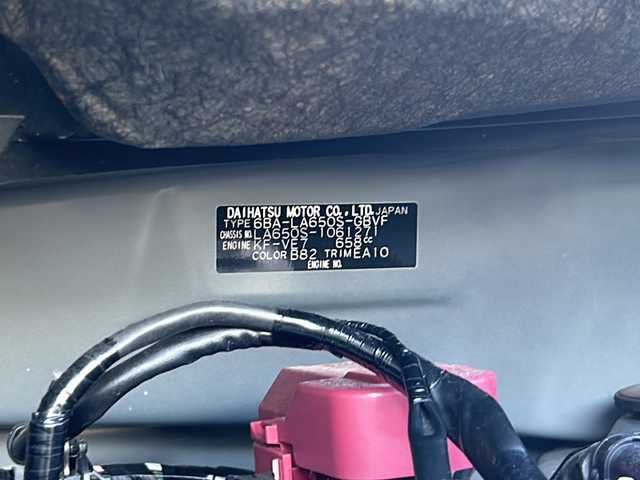 DAIHATSU MOTOR CO.,LTD. JAPAN
TYPE 6BA-LA650S-GBVF
CHASSIS NO. LA650S-1061271
ENGINE KF-VE7 658cc
COLOR B82 TRIM EA10
ENGINE NO.